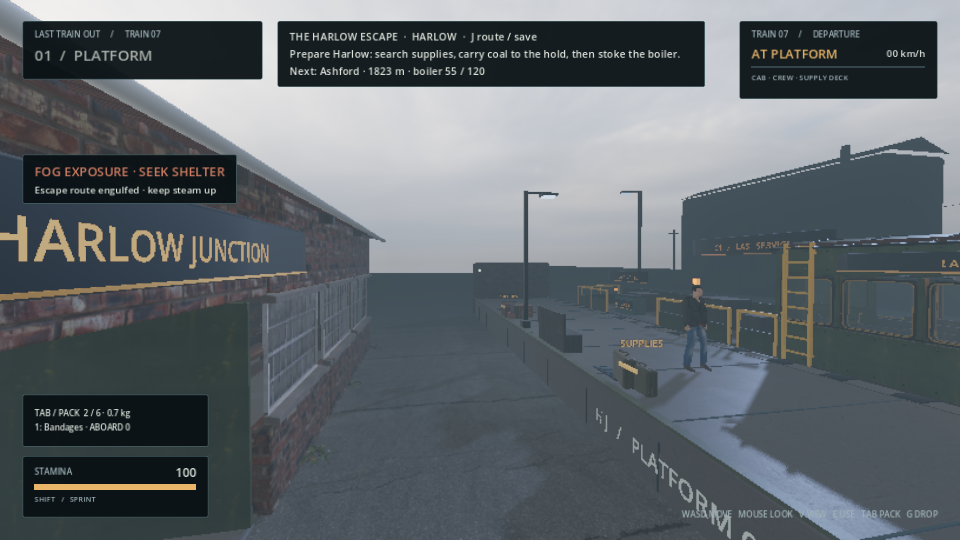 LAST TRAIN OUT / TRAIN 07
01 / PLATFORM
THE HARLOW ESCAPE · HARLOW · J route / save
Prepare Harlow: search supplies, carry coal to the hold, then stoke the boiler.
Next: Ashford · 1823 m · boiler 55 / 120
TRAIN 07 / DEPARTURE
AT PLATFORM 00 km/h
CAB · CREW · SUPPLY DECK
FOG EXPOSURE · SEEK SHELTER
Escape route engulfed · keep steam up
HARLOW JUNCTION
SUPPLIES
HJ / PLATFORM
TAB / PACK 2 / 6 · 0.7 kg
1: Bandages · ABOARD 0
STAMINA 100
SHIFT / SPRINT
WASD MOVE MOUSE LOOK TAB PACK G DROP